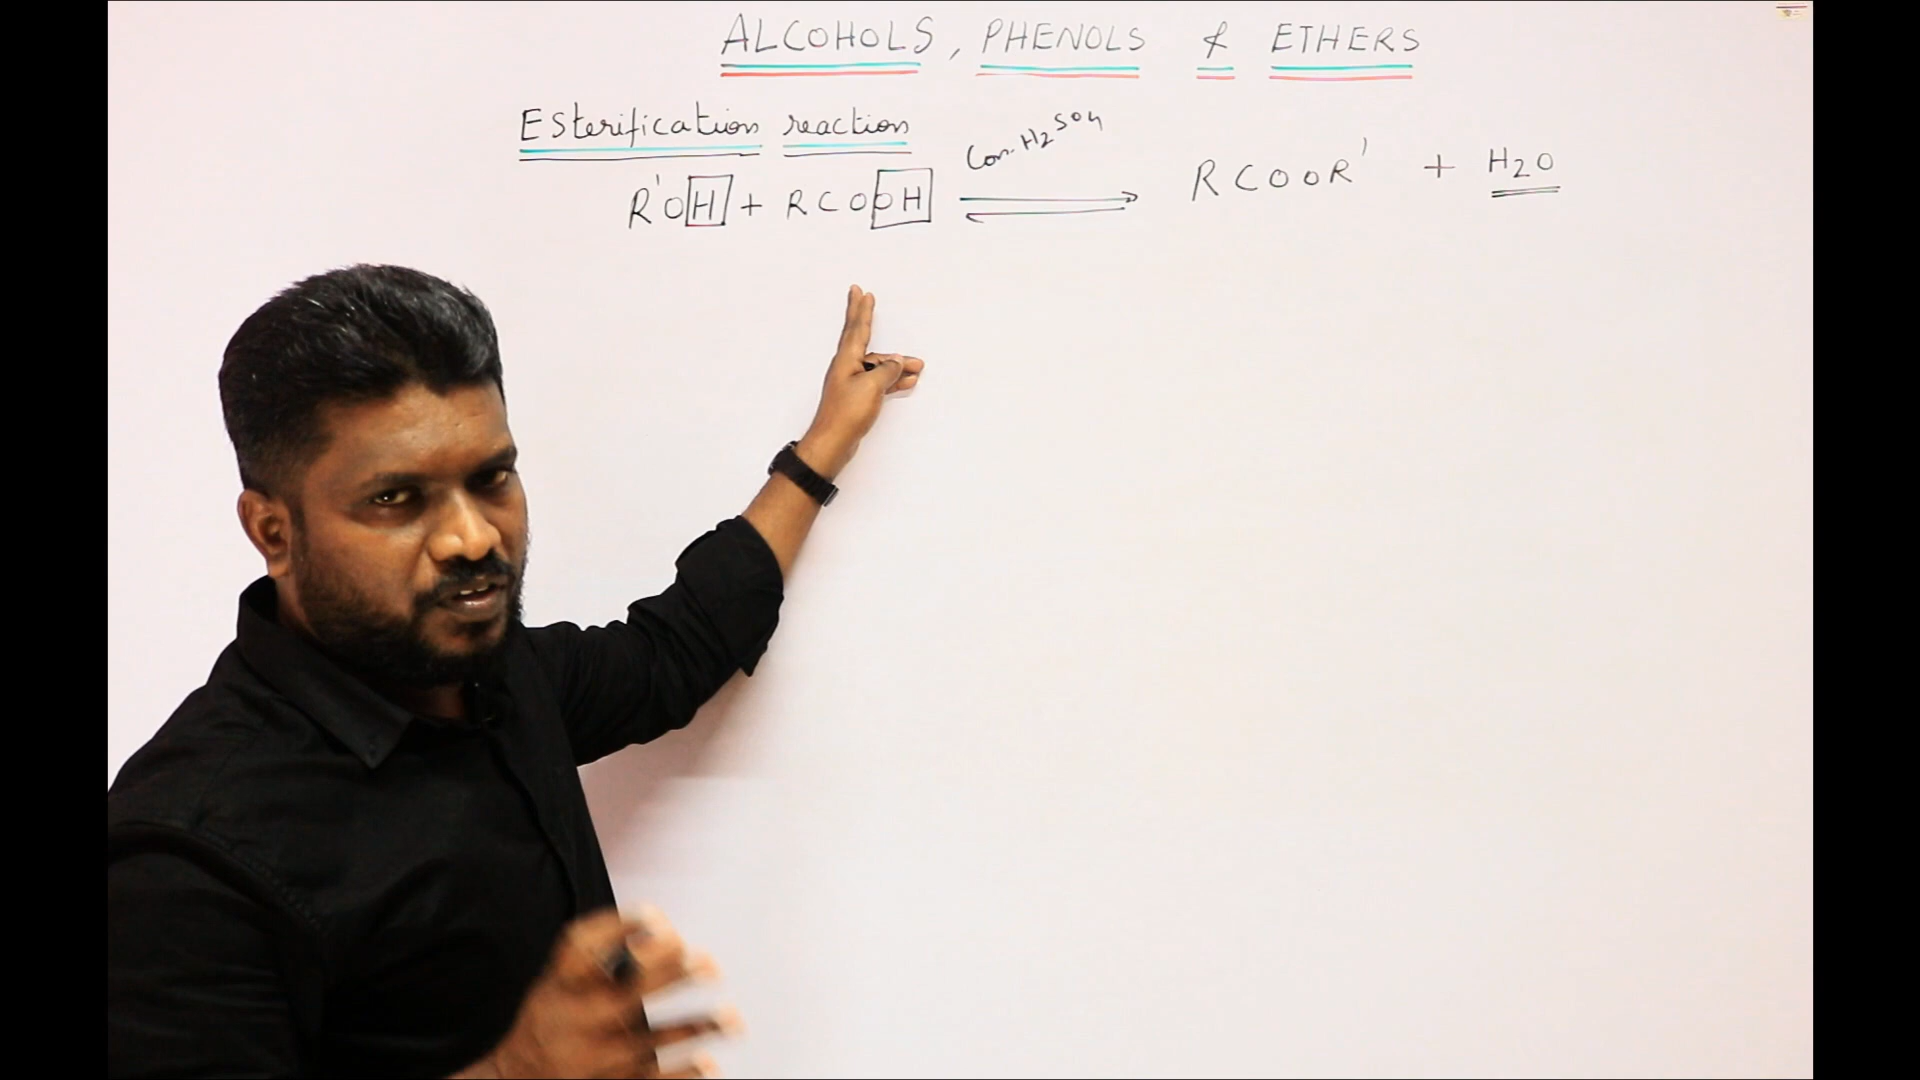 ALCOHOLS, PHENOLS & ETHERS
Esterification reaction
Con. H2SO4
R'OH + RCOOH ⇌ RCOOR' + H2O